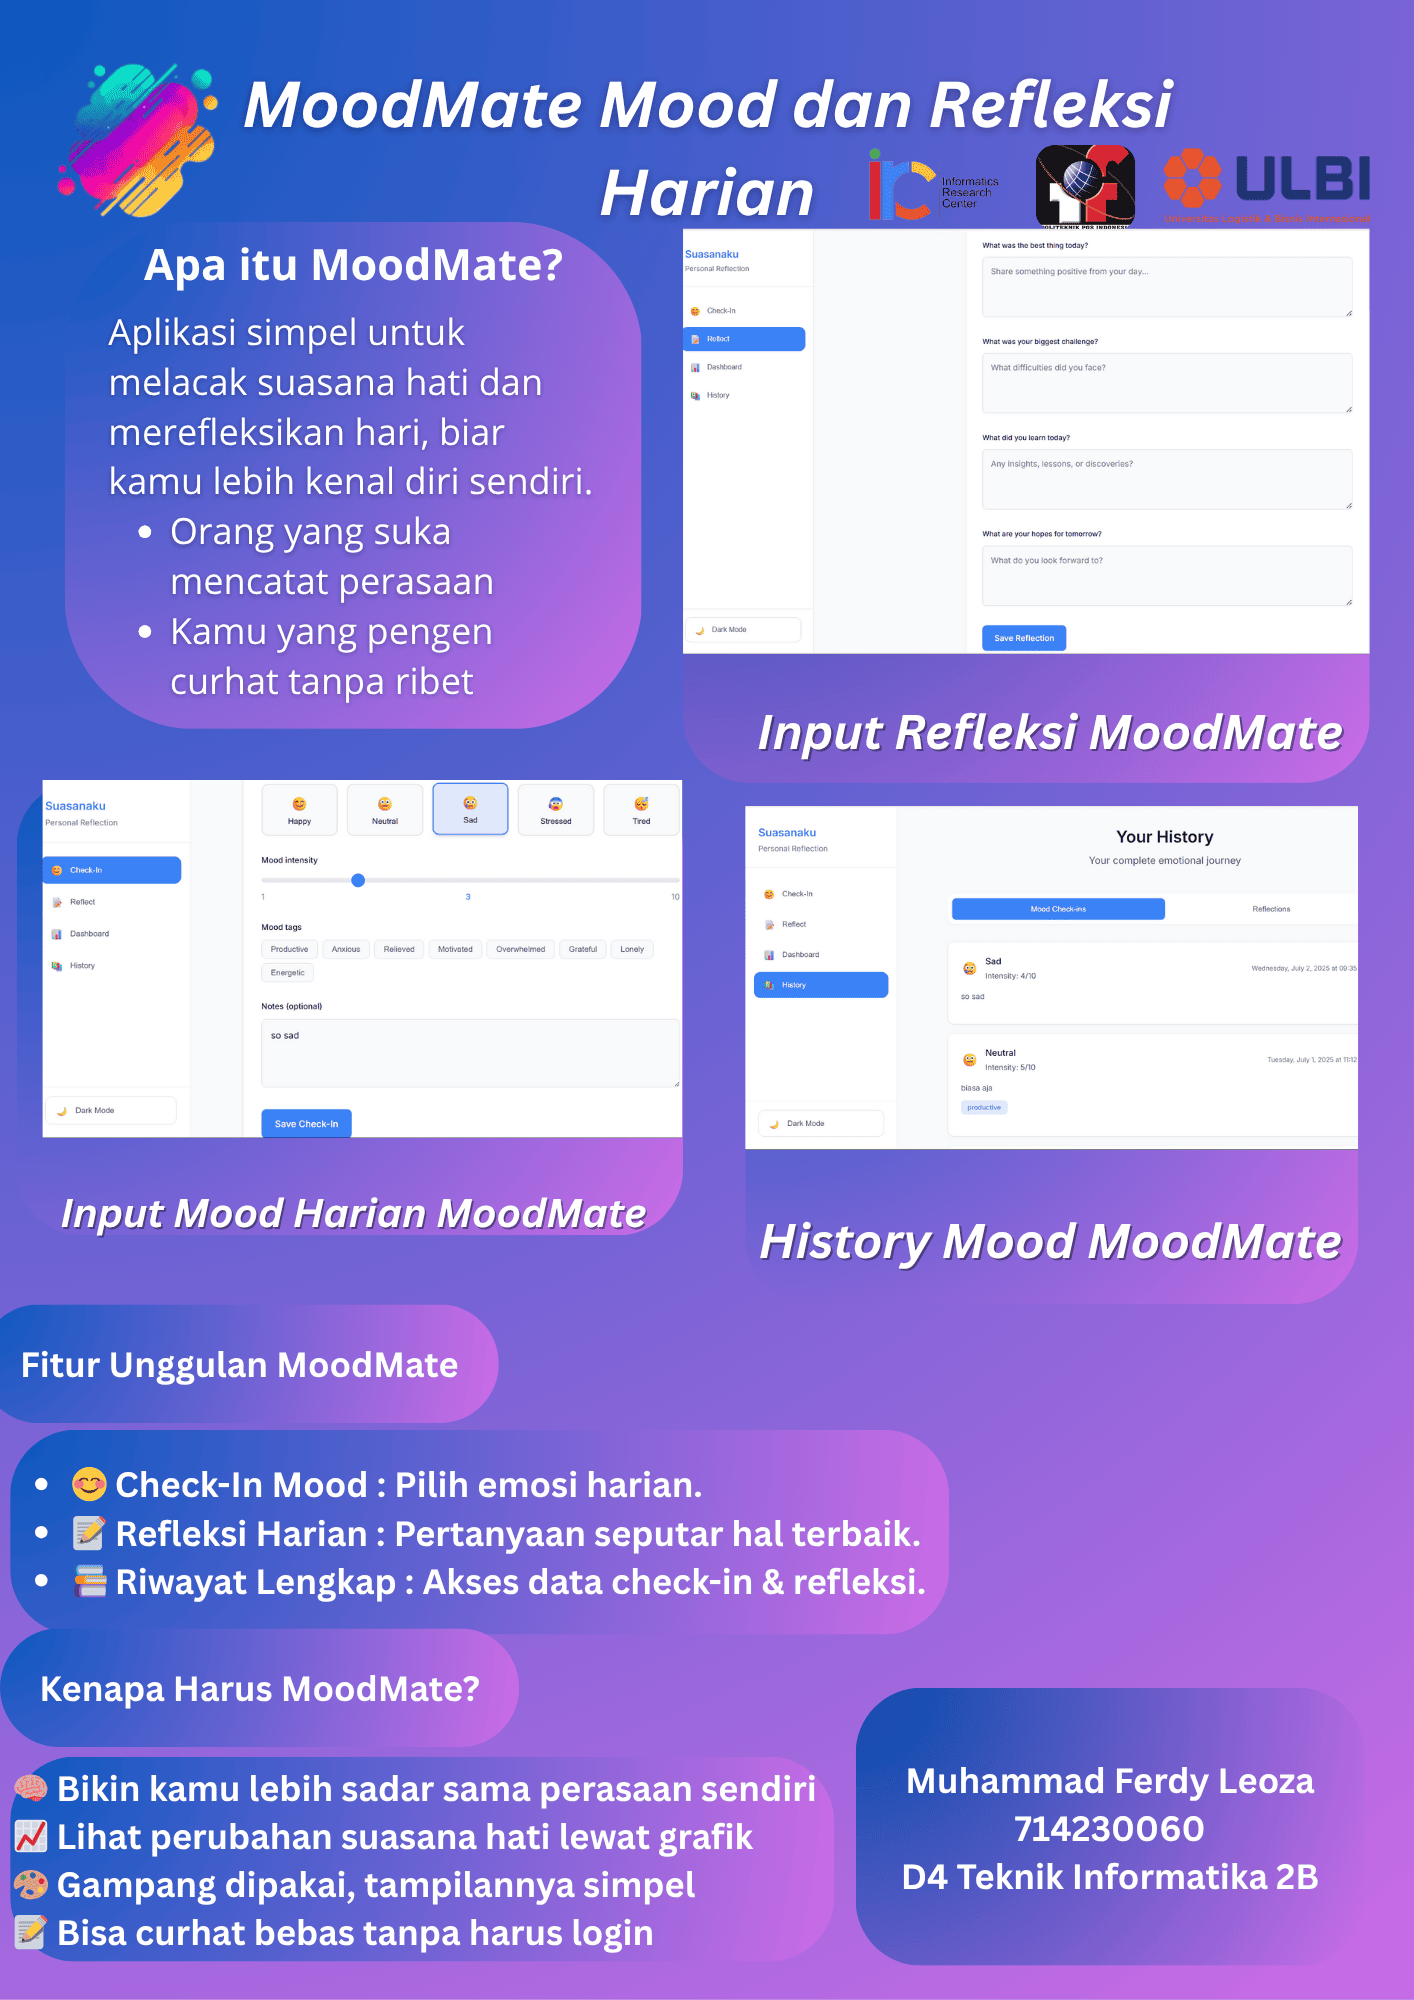 MoodMate Mood dan Refleksi
Harian
Informatics
Research
Center
irc
POLITEKNIK POS INDONESIA
ULBI
Universitas Logistik & Bisnis Internasional
Apa itu MoodMate?
Aplikasi simpel untuk
melacak suasana hati dan
merefleksikan hari, biar
kamu lebih kenal diri sendiri.
Orang yang suka
mencatat perasaan
Kamu yang pengen
curhat tanpa ribet
Suasanaku
Personal Reflection
Check-In
Reflect
Dashboard
History
Dark Mode
What was the best thing today?
Share something positive from your day...
What was your biggest challenge?
What difficulties did you face?
What did you learn today?
Any insights, lessons, or discoveries?
What are your hopes for tomorrow?
What do you look forward to?
Save Reflection
Input Refleksi MoodMate
Suasanaku
Personal Reflection
Check-In
Reflect
Dashboard
History
Dark Mode
Happy Neutral Sad Stressed Tired
Mood intensity
1 3 10
Mood tags
Productive Anxious Relieved Motivated Overwhelmed Grateful Lonely
Energetic
Notes (optional)
so sad
Save Check-In
Input Mood Harian MoodMate
Suasanaku
Personal Reflection
Check-In
Reflect
Dashboard
History
Dark Mode
Your History
Your complete emotional journey
Mood Check-ins Reflections
Sad
Intensity: 4/10
Wednesday, July 2, 2025 at 09:35
so sad
Neutral
Intensity: 5/10
Tuesday, July 1, 2025 at 11:12
biasa aja
productive
History Mood MoodMate
Fitur Unggulan MoodMate
😊 Check-In Mood : Pilih emosi harian.
📝 Refleksi Harian : Pertanyaan seputar hal terbaik.
📚 Riwayat Lengkap : Akses data check-in & refleksi.
Kenapa Harus MoodMate?
🧠 Bikin kamu lebih sadar sama perasaan sendiri
📈 Lihat perubahan suasana hati lewat grafik
🎨 Gampang dipakai, tampilannya simpel
📝 Bisa curhat bebas tanpa harus login
Muhammad Ferdy Leoza
714230060
D4 Teknik Informatika 2B